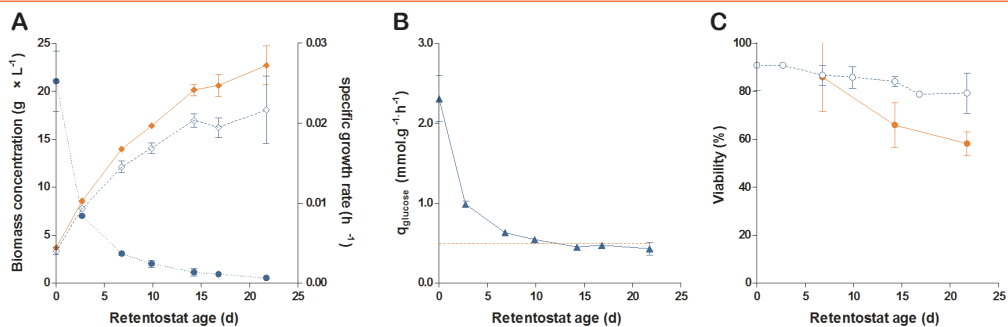 A
Biomass concentration (g × L⁻¹)
25
20
15
10
5
0
0.03
0.02
0.01
0.00
specific growth rate (h ⁻¹)
0 5 10 15 20 25
Retentostat age (d)
B
qglucose (mmol.g⁻¹·h⁻¹)
3.0
2.0
1.0
0.0
0 5 10 15 20 25
Retentostat age (d)
C
Viability (%)
100
80
60
40
20
0
0 5 10 15 20 25
Retentostat age (d)